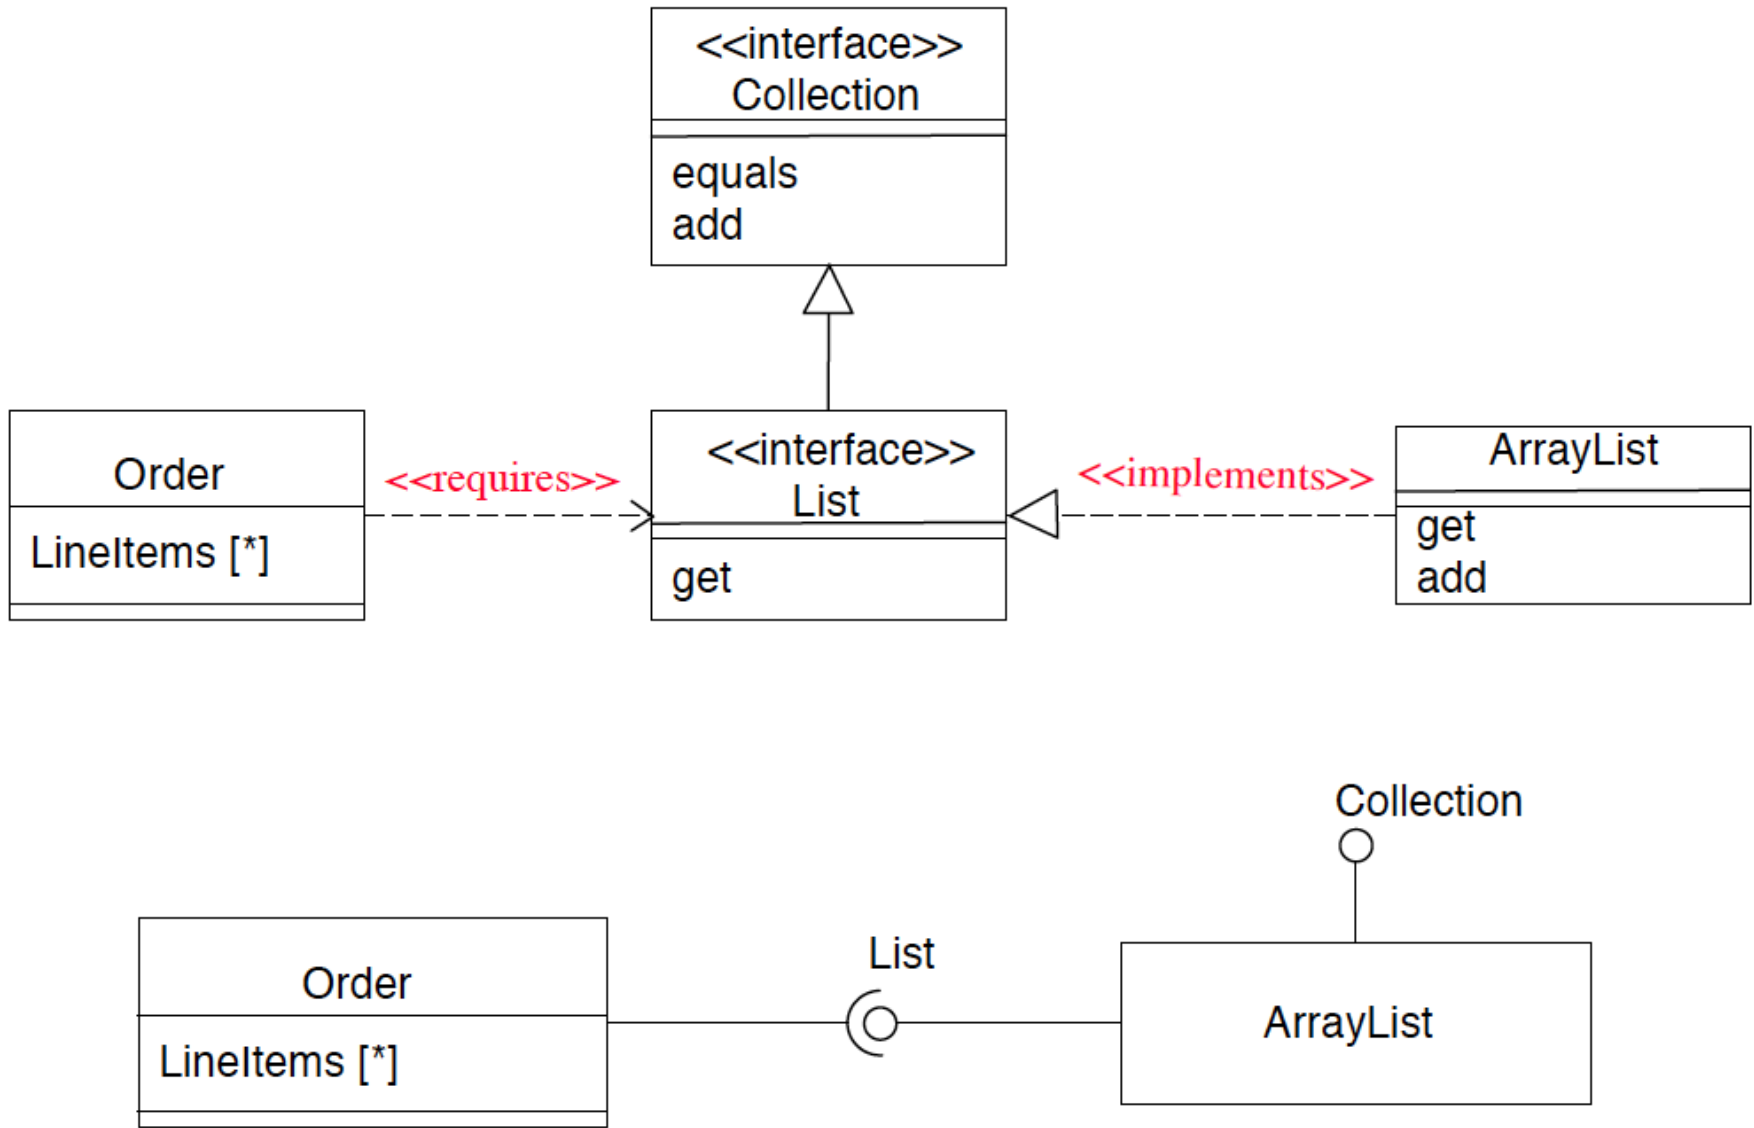 <<interface>>
Collection
equals
add
Order
LineItems [*]
<<requires>>
<<interface>>
List
get
<<implements>>
ArrayList
get
add
Collection
Order
LineItems [*]
List
ArrayList